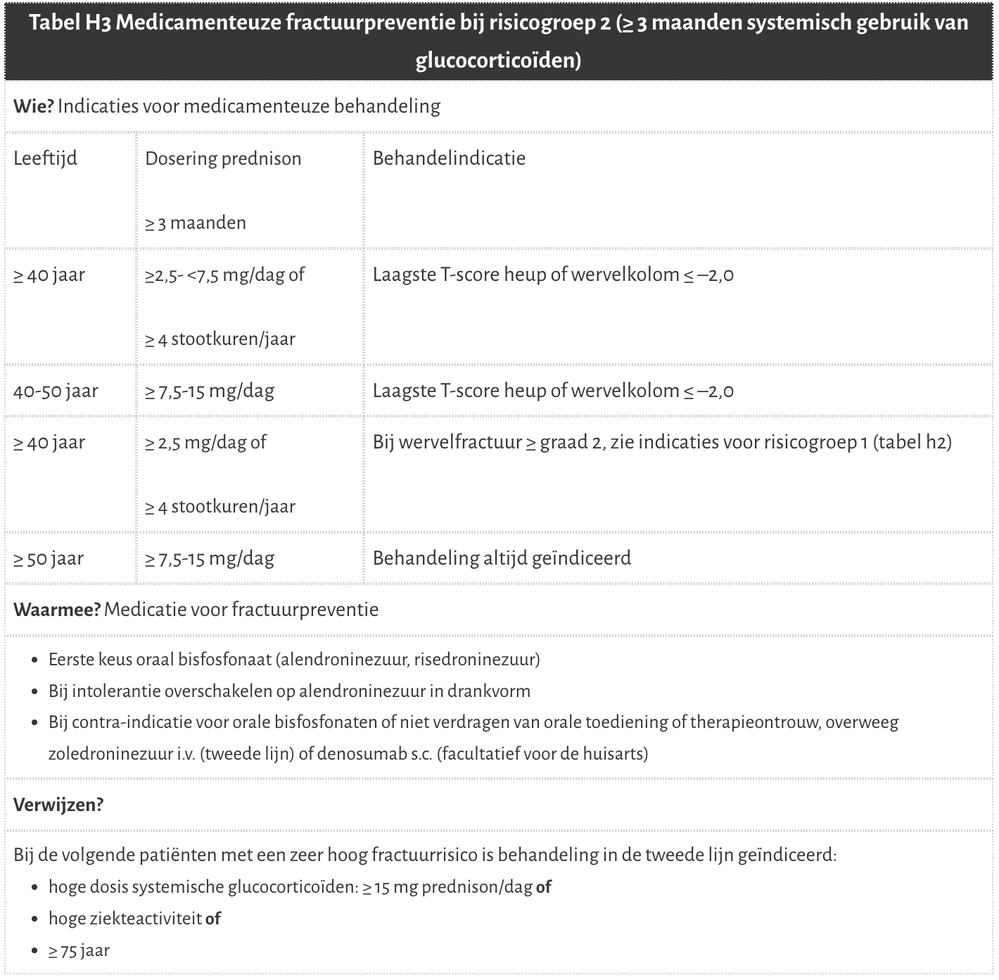 Tabel H3 Medicamenteuze fractuurpreventie bij risicogroep 2 (≥ 3 maanden systemisch gebruik van
glucocorticoïden)
Wie? Indicaties voor medicamenteuze behandeling
Leeftijd
Dosering prednison
≥ 3 maanden
Behandelindicatie
≥ 40 jaar
≥2,5- <7,5 mg/dag of
≥ 4 stootkuren/jaar
Laagste T-score heup of wervelkolom ≤ –2,0
40-50 jaar
≥ 7,5-15 mg/dag
Laagste T-score heup of wervelkolom ≤ –2,0
≥ 40 jaar
≥ 2,5 mg/dag of
≥ 4 stootkuren/jaar
Bij wervelfractuur ≥ graad 2, zie indicaties voor risicogroep 1 (tabel h2)
≥ 50 jaar
≥ 7,5-15 mg/dag
Behandeling altijd geïndiceerd
Waarmee? Medicatie voor fractuurpreventie
• Eerste keus oraal bisfosfonaat (alendroninezuur, risedroninezuur)
• Bij intolerantie overschakelen op alendroninezuur in drankvorm
• Bij contra-indicatie voor orale bisfosfonaten of niet verdragen van orale toediening of therapieontrouw, overweeg
zoledroninezuur i.v. (tweede lijn) of denosumab s.c. (facultatief voor de huisarts)
Verwijzen?
Bij de volgende patiënten met een zeer hoog fractuurrisico is behandeling in de tweede lijn geïndiceerd:
• hoge dosis systemische glucocorticoïden: ≥ 15 mg prednison/dag of
• hoge ziekteactiviteit of
• ≥ 75 jaar